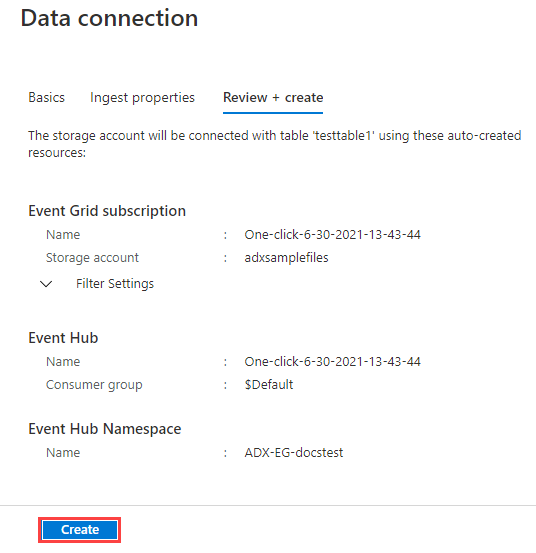 Data connection
Basics Ingest properties Review + create
The storage account will be connected with table 'testtable1' using these auto-created
resources:
Event Grid subscription
Name : One-click-6-30-2021-13-43-44
Storage account : adxsamplefiles
Filter Settings
Event Hub
Name : One-click-6-30-2021-13-43-44
Consumer group : $Default
Event Hub Namespace
Name : ADX-EG-docstest
Create